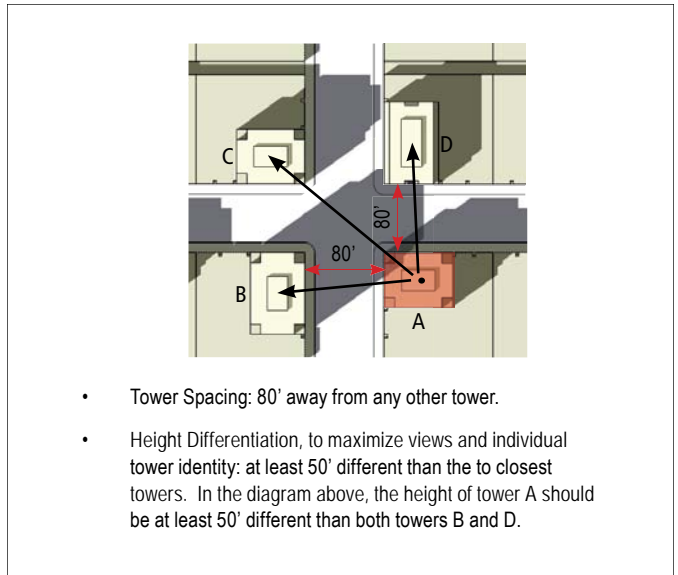 C
D
80’
80’
B
A
• Tower Spacing: 80’ away from any other tower.
• Height Differentiation, to maximize views and individual
tower identity: at least 50’ different than the to closest
towers. In the diagram above, the height of tower A should
be at least 50’ different than both towers B and D.